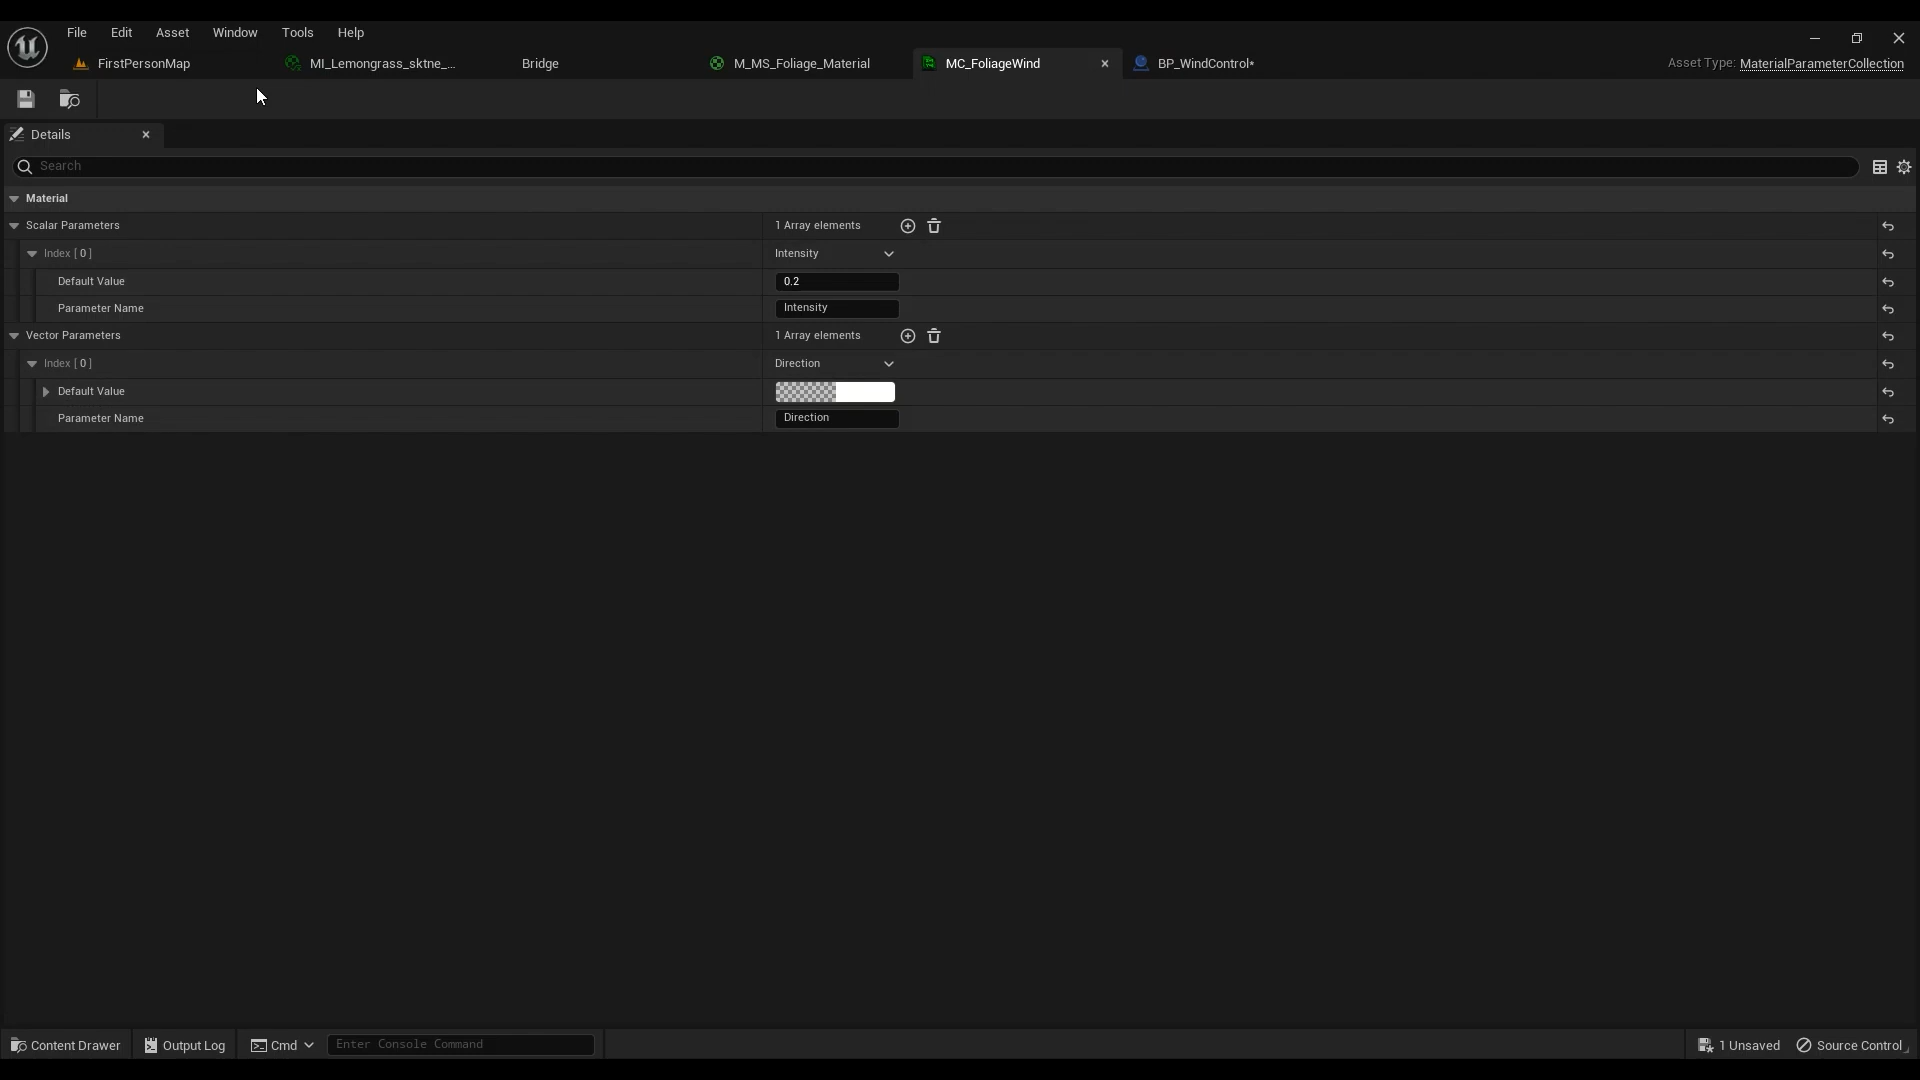 File Edit Asset Window Tools Help
FirstPersonMap MI_Lemongrass_sktne_... Bridge M_MS_Foliage_Material MC_FoliageWind BP_WindControl* Asset Type: MaterialParameterCollection
Details
Search
Material
Scalar Parameters 1 Array elements
Index [ 0 ] Intensity
Default Value 0.2
Parameter Name Intensity
Vector Parameters 1 Array elements
Index [ 0 ] Direction
Default Value
Parameter Name Direction
Content Drawer Output Log Cmd Enter Console Command 1 Unsaved Source Control